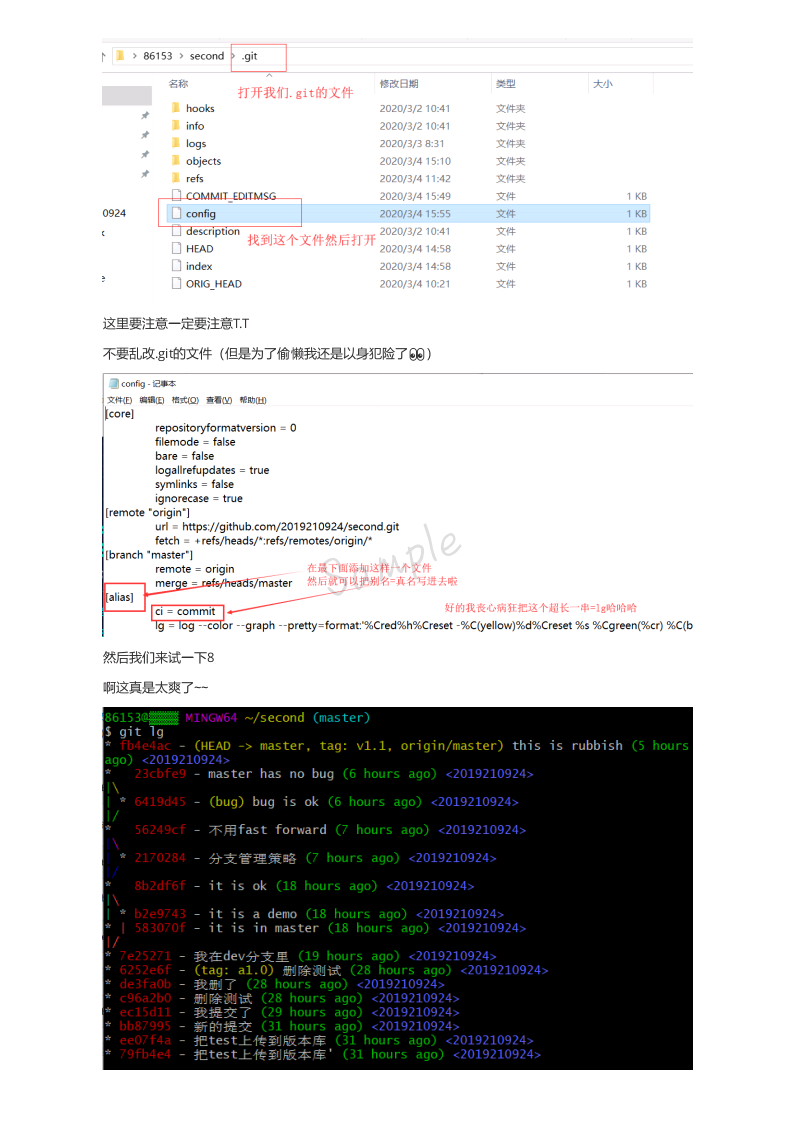 86153 > second > .git
名称 修改日期 类型 大小
打开我们.git的文件
hooks 2020/3/2 10:41 文件夹
info 2020/3/2 10:41 文件夹
logs 2020/3/3 8:31 文件夹
objects 2020/3/4 15:10 文件夹
refs 2020/3/4 11:42 文件夹
COMMIT_EDITMSG 2020/3/4 15:49 文件 1 KB
0924 config 2020/3/4 15:55 文件 1 KB
description 2020/3/2 10:41 文件 1 KB
找到这个文件然后打开
HEAD 2020/3/4 14:58 文件 1 KB
index 2020/3/4 14:58 文件 1 KB
ORIG_HEAD 2020/3/4 10:21 文件 1 KB
这里要注意一定要注意T.T
不要乱改.git的文件（但是为了偷懒我还是以身犯险了👀）
config - 记事本
文件(F) 编辑(E) 格式(O) 查看(V) 帮助(H)
[core]
repositoryformatversion = 0
filemode = false
bare = false
logallrefupdates = true
symlinks = false
ignorecase = true
[remote "origin"]
url = https://github.com/2019210924/second.git
fetch = +refs/heads/*:refs/remotes/origin/*
[branch "master"]
remote = origin
merge = refs/heads/master
在最下面添加这样一个文件
然后就可以把别名=真名写进去啦
[alias]
ci = commit
好的我丧心病狂把这个超长一串=lg哈哈哈
lg = log --color --graph --pretty=format:'%Cred%h%Creset -%C(yellow)%d%Creset %s %Cgreen(%cr) %C(b
Sample
然后我们来试一下8
啊这真是太爽了~~
86153@ MINGW64 ~/second (master)
$ git lg
* fb4e4ac - (HEAD -> master, tag: v1.1, origin/master) this is rubbish (5 hours
ago) <2019210924>
*   23cbfe9 - master has no bug (6 hours ago) <2019210924>
|\
| * 6419d45 - (bug) bug is ok (6 hours ago) <2019210924>
|/
*   56249cf - 不用fast forward (7 hours ago) <2019210924>
|\
| * 2170284 - 分支管理策略 (7 hours ago) <2019210924>
|/
*   8b2df6f - it is ok (18 hours ago) <2019210924>
|\
| * b2e9743 - it is a demo (18 hours ago) <2019210924>
* | 583070f - it is in master (18 hours ago) <2019210924>
|/
* 7e25271 - 我在dev分支里 (19 hours ago) <2019210924>
* 6252e6f - (tag: a1.0) 删除测试 (28 hours ago) <2019210924>
* de3fa0b - 我删了 (28 hours ago) <2019210924>
* c96a2b0 - 删除测试 (28 hours ago) <2019210924>
* ec15d11 - 我提交了 (29 hours ago) <2019210924>
* bb87995 - 新的提交 (31 hours ago) <2019210924>
* ee07f4a - 把test上传到版本库 (31 hours ago) <2019210924>
* 79fb4e4 - 把test上传到版本库' (31 hours ago) <2019210924>